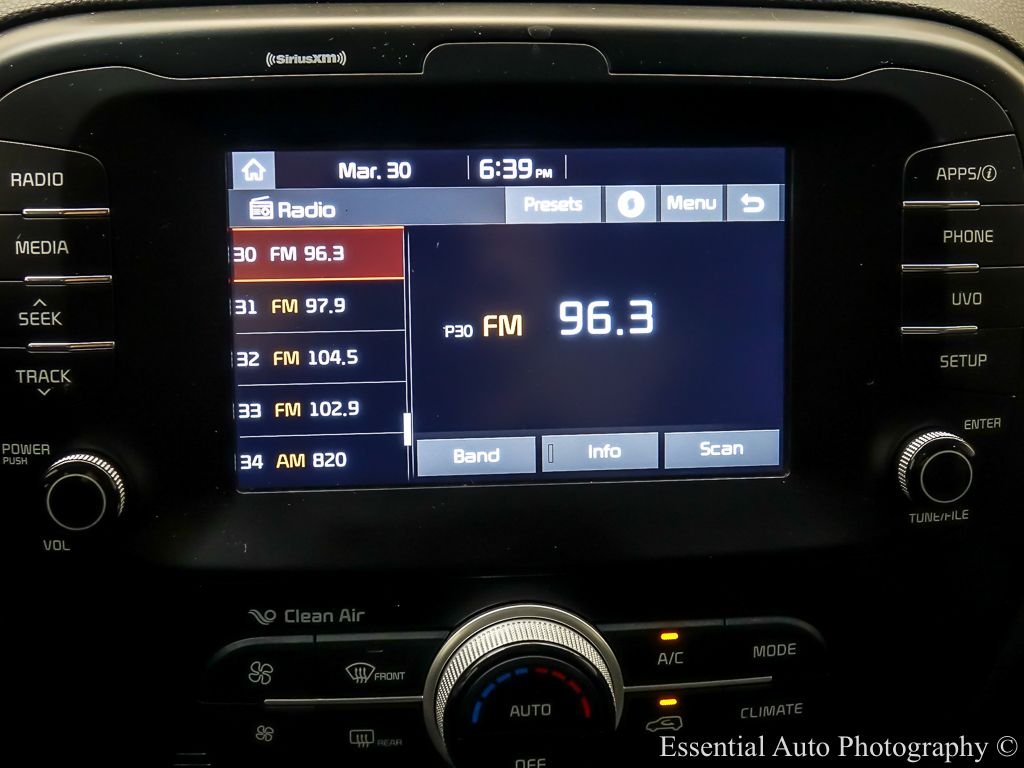 SiriusXM
RADIO
MEDIA
SEEK
TRACK
POWER
PUSH
VOL
Mar. 30 6:39 PM
Radio Presets Menu
30 FM 96.3
31 FM 97.9
32 FM 104.5
33 FM 102.9
34 AM 820
P30 FM 96.3
Band Info Scan
APPS/i
PHONE
UVO
SETUP
ENTER
TUNE/FILE
Clean Air
FRONT
REAR
AUTO
OFF
A/C
MODE
CLIMATE
Essential Auto Photography ©